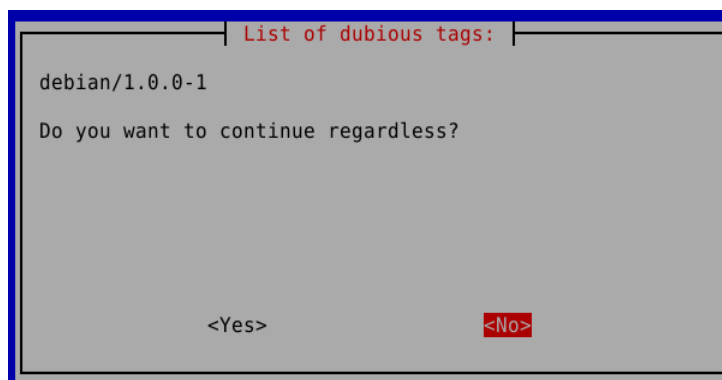 List of dubious tags:
debian/1.0.0-1
Do you want to continue regardless?
<Yes> <No>